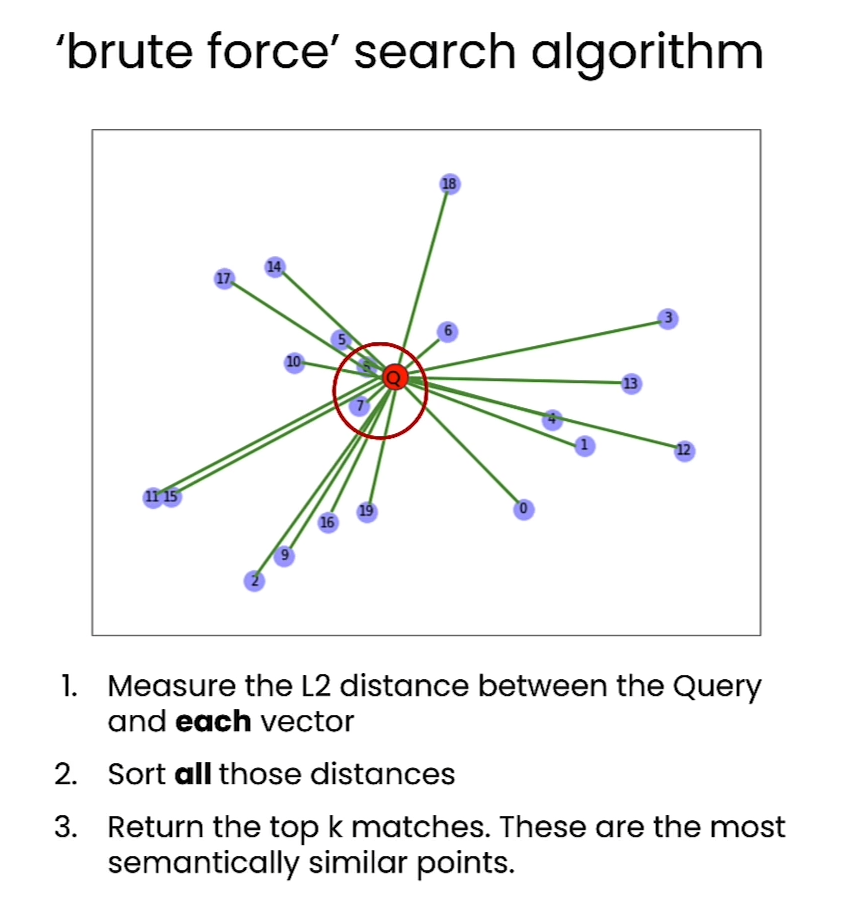 ‘brute force’ search algorithm
18
14
17
3
6
5
10
Q
13
7
4
1
12
11
15
19
0
16
9
2
1. Measure the L2 distance between the Query
and each vector
2. Sort all those distances
3. Return the top k matches. These are the most
semantically similar points.